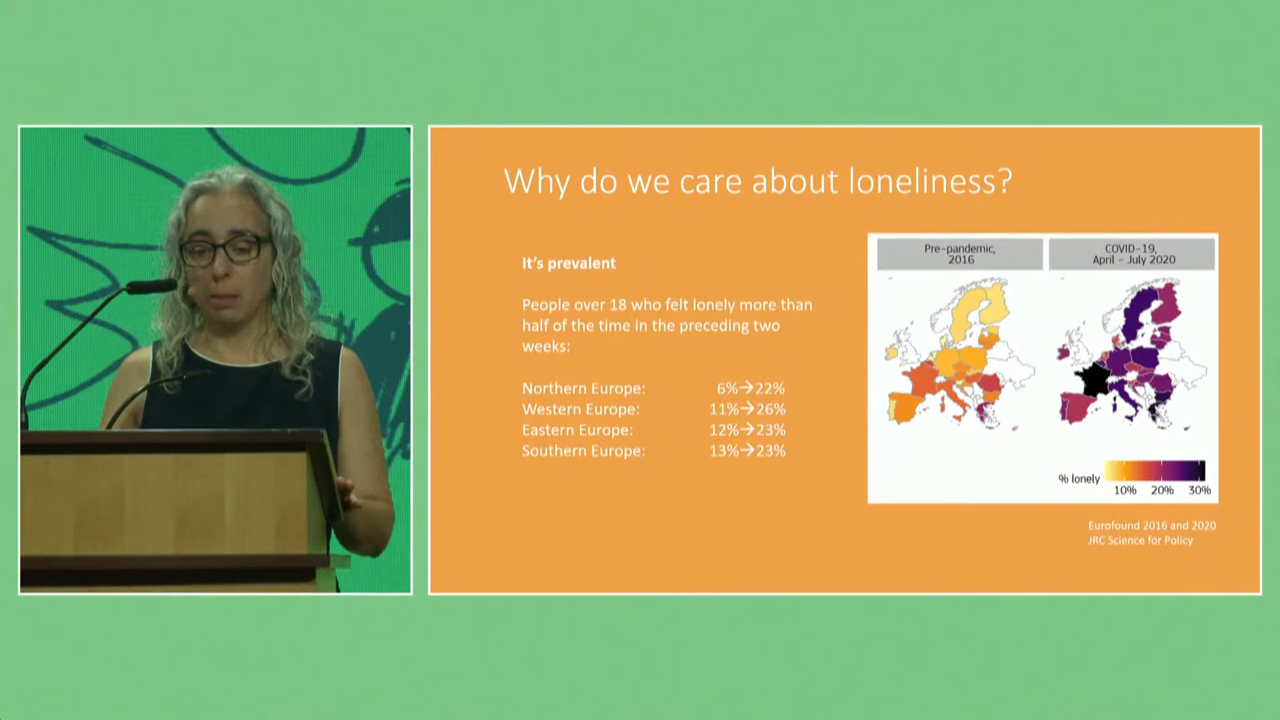 Why do we care about loneliness?
It's prevalent
People over 18 who felt lonely more than
half of the time in the preceding two
weeks:
Northern Europe: 6%→22%
Western Europe: 11%→26%
Eastern Europe: 12%→23%
Southern Europe: 13%→23%
Pre-pandemic,
2016
COVID-19,
April - July 2020
% lonely
10% 20% 30%
Eurofound 2016 and 2020
JRC Science for Policy